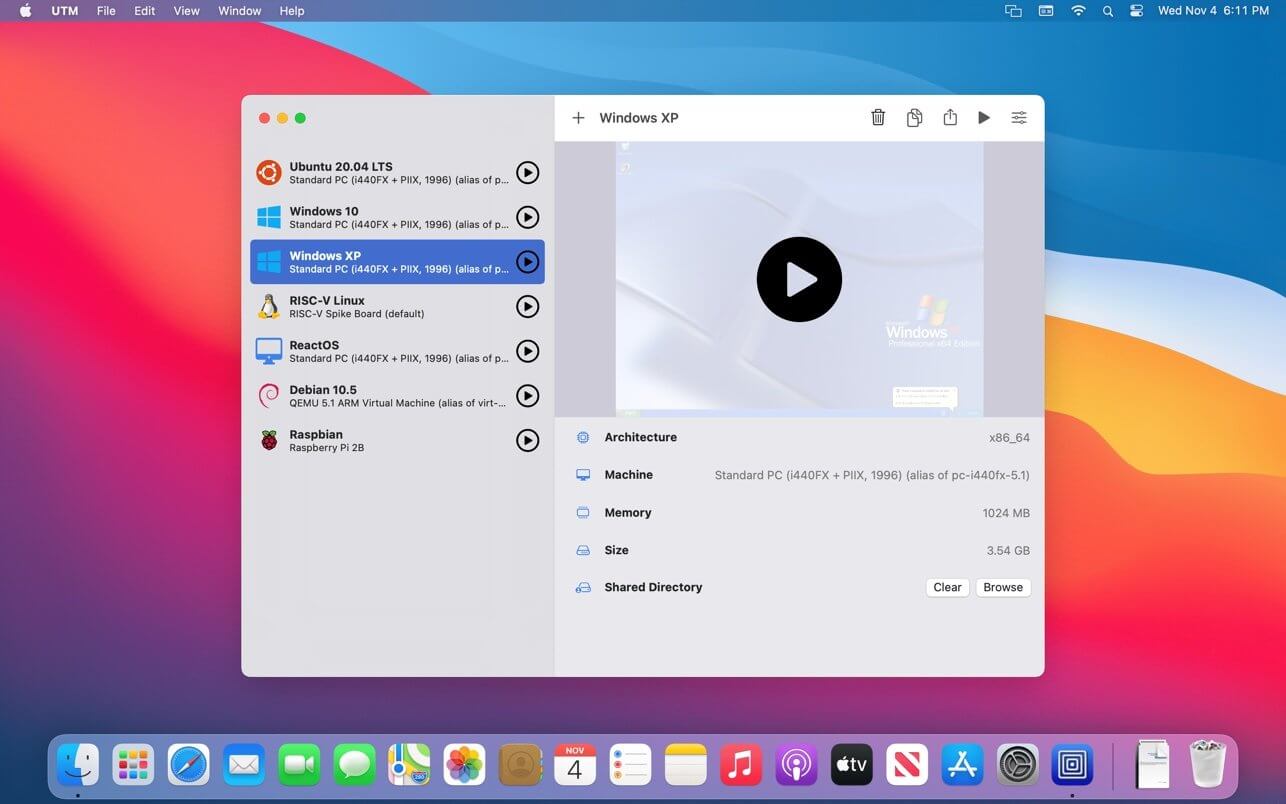 UTM File Edit View Window Help Wed Nov 4 6:11 PM
Windows XP
Ubuntu 20.04 LTS
Standard PC (i440FX + PIIX, 1996) (alias of p...
Windows 10
Standard PC (i440FX + PIIX, 1996) (alias of p...
Windows XP
Standard PC (i440FX + PIIX, 1996) (alias of p...
RISC-V Linux
RISC-V Spike Board (default)
ReactOS
Standard PC (i440FX + PIIX, 1996) (alias of p...
Debian 10.5
QEMU 5.1 ARM Virtual Machine (alias of virt-...
Raspbian
Raspberry Pi 2B
Windows
Professional x64 Edition
Architecture x86_64
Machine Standard PC (i440FX + PIIX, 1996) (alias of pc-i440fx-5.1)
Memory 1024 MB
Size 3.54 GB
Shared Directory Clear Browse
NOV
4
280
tv